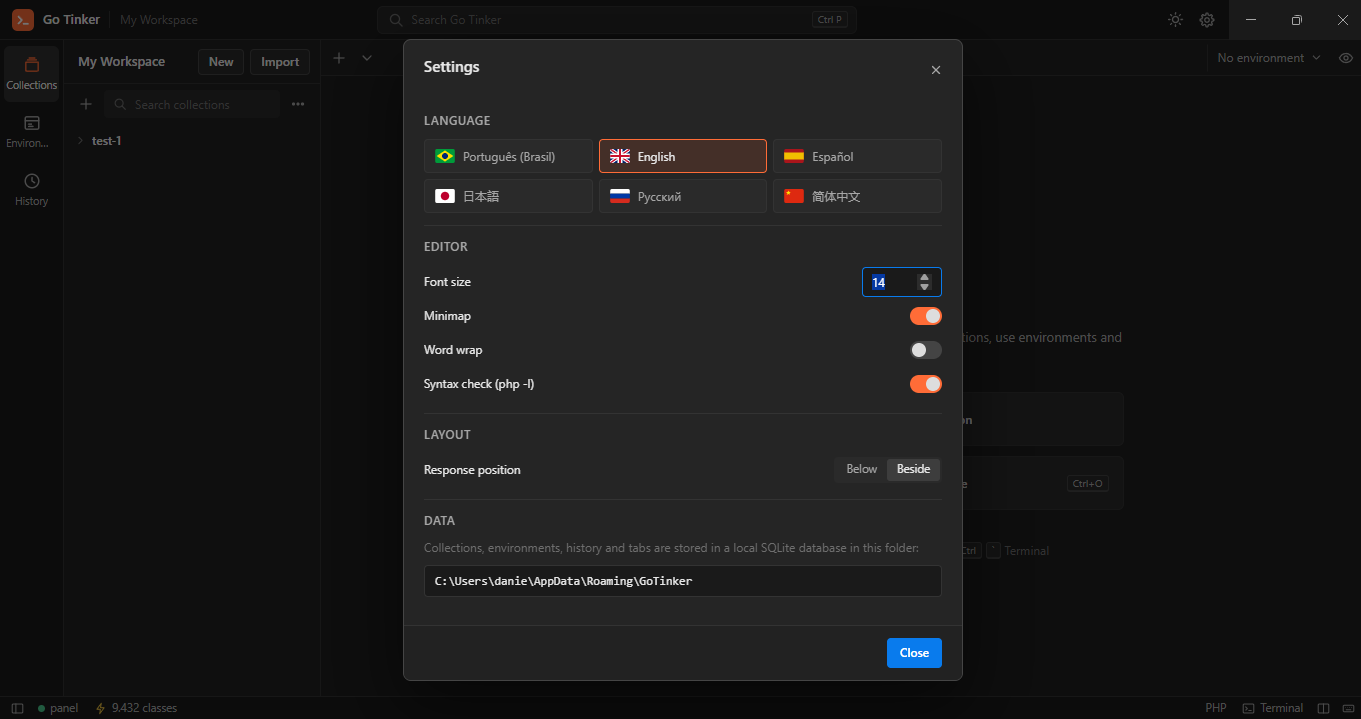 Go Tinker
My Workspace
Search Go Tinker
Ctrl P
Collections
Environ...
History
My Workspace
New
Import
Search collections
test-1
No environment
Settings
LANGUAGE
Português (Brasil)
English
Español
日本語
Русский
简体中文
EDITOR
Font size
14
Minimap
Word wrap
Syntax check (php -l)
LAYOUT
Response position
Below
Beside
DATA
Collections, environments, history and tabs are stored in a local SQLite database in this folder:
C:\Users\danie\AppData\Roaming\GoTinker
Close
use environments and
Ctrl+O
` Terminal
panel
9.432 classes
PHP
Terminal